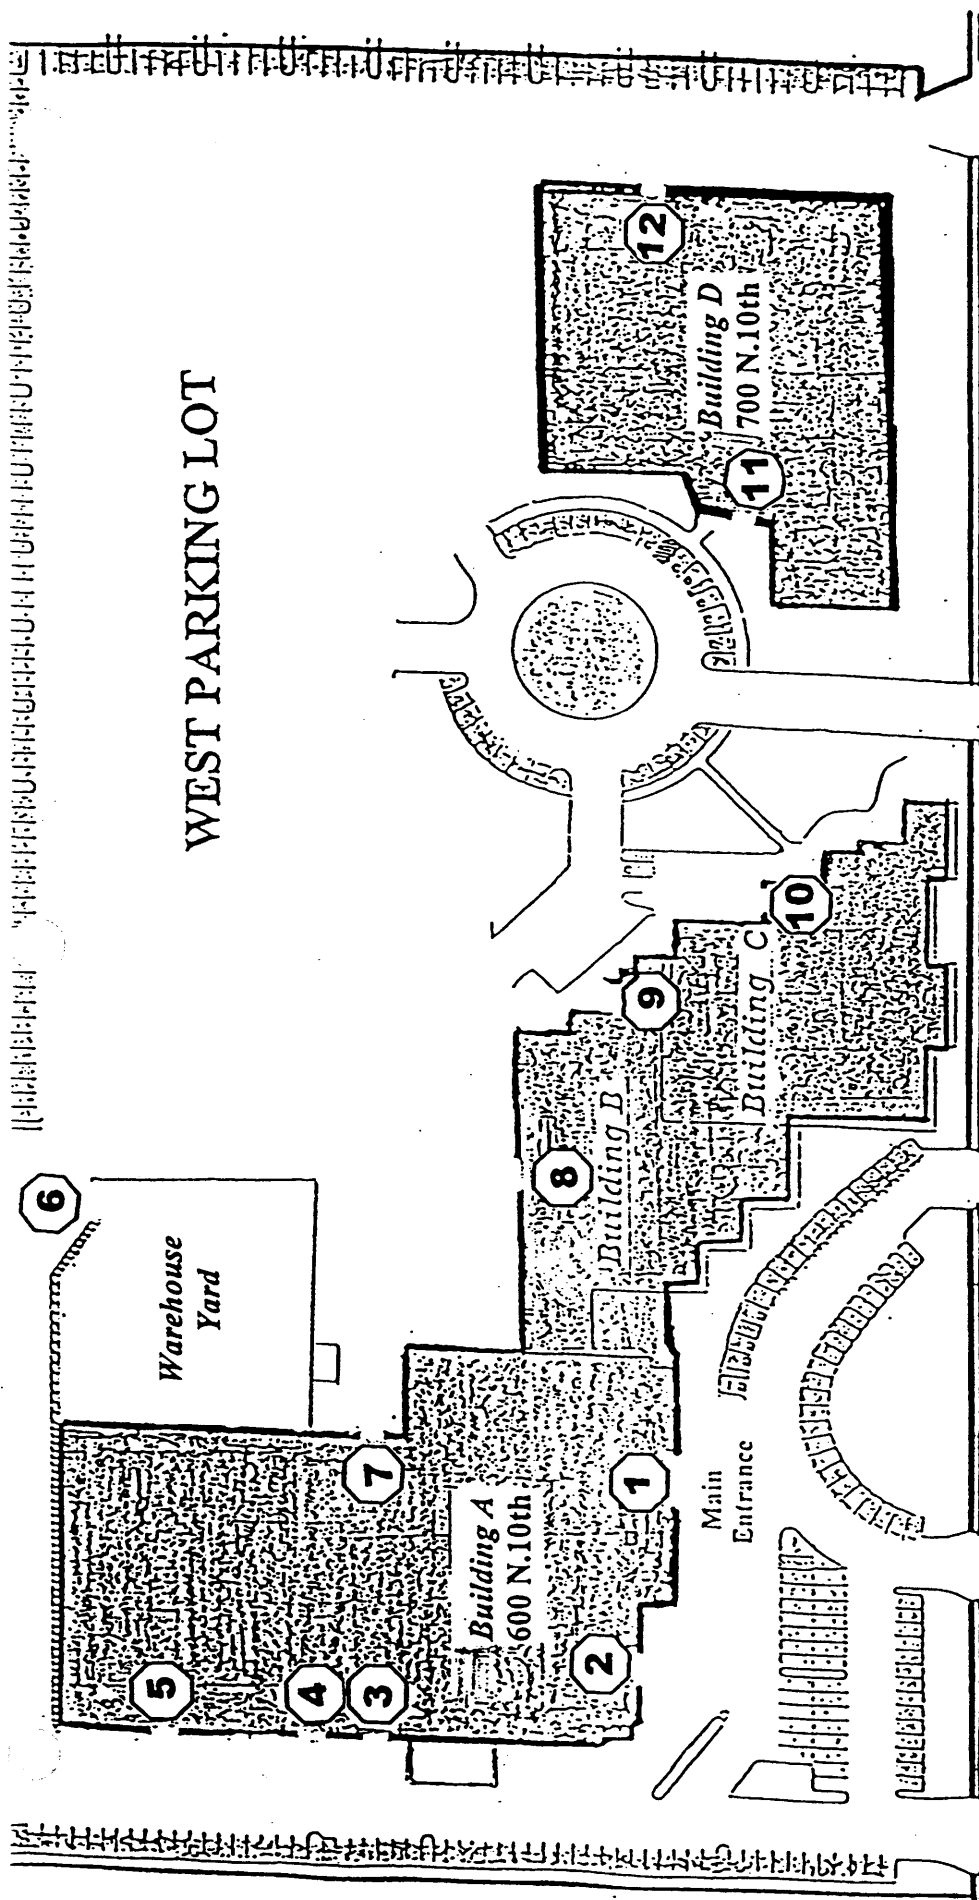 WEST PARKING LOT
6
Warehouse
Yard
12
Building D
700 N.10th
11
5
4
3
7
8
9
10
Building B
Building C
Building A
600 N.10th
2
1
Main
Entrance